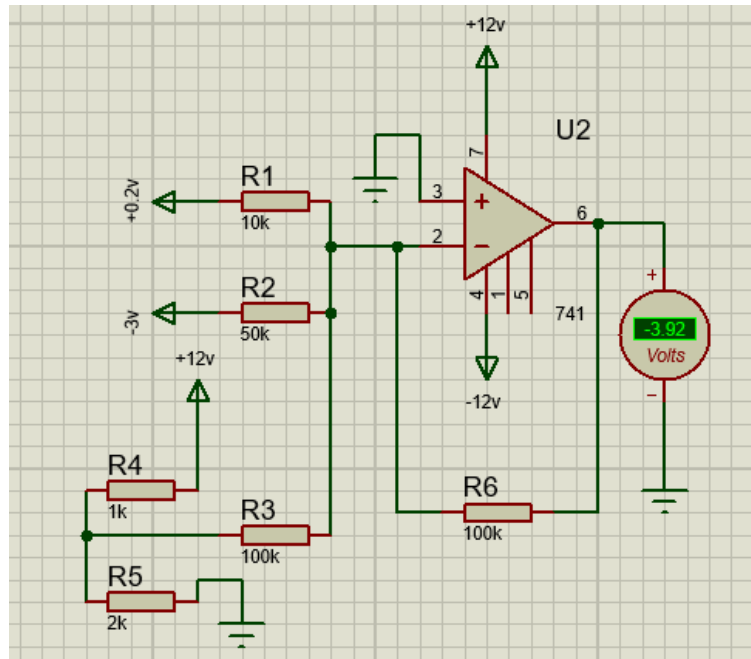 +12v
U2
R1
+0.2v
10k
7
3
+
2
−
6
4
1
5
741
R2
-3v
50k
+12v
-12v
+
-3.92
Volts
−
R4
1k
R3
100k
R6
100k
R5
2k